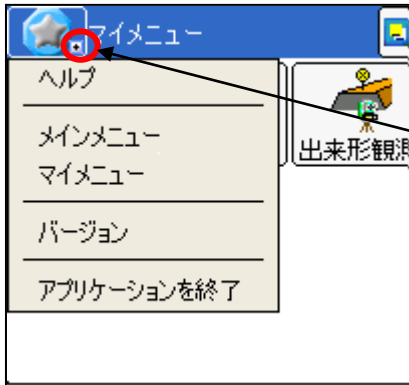 マイメニュー
ヘルプ
メインメニュー
マイメニュー
バージョン
アプリケーションを終了
出来形観測